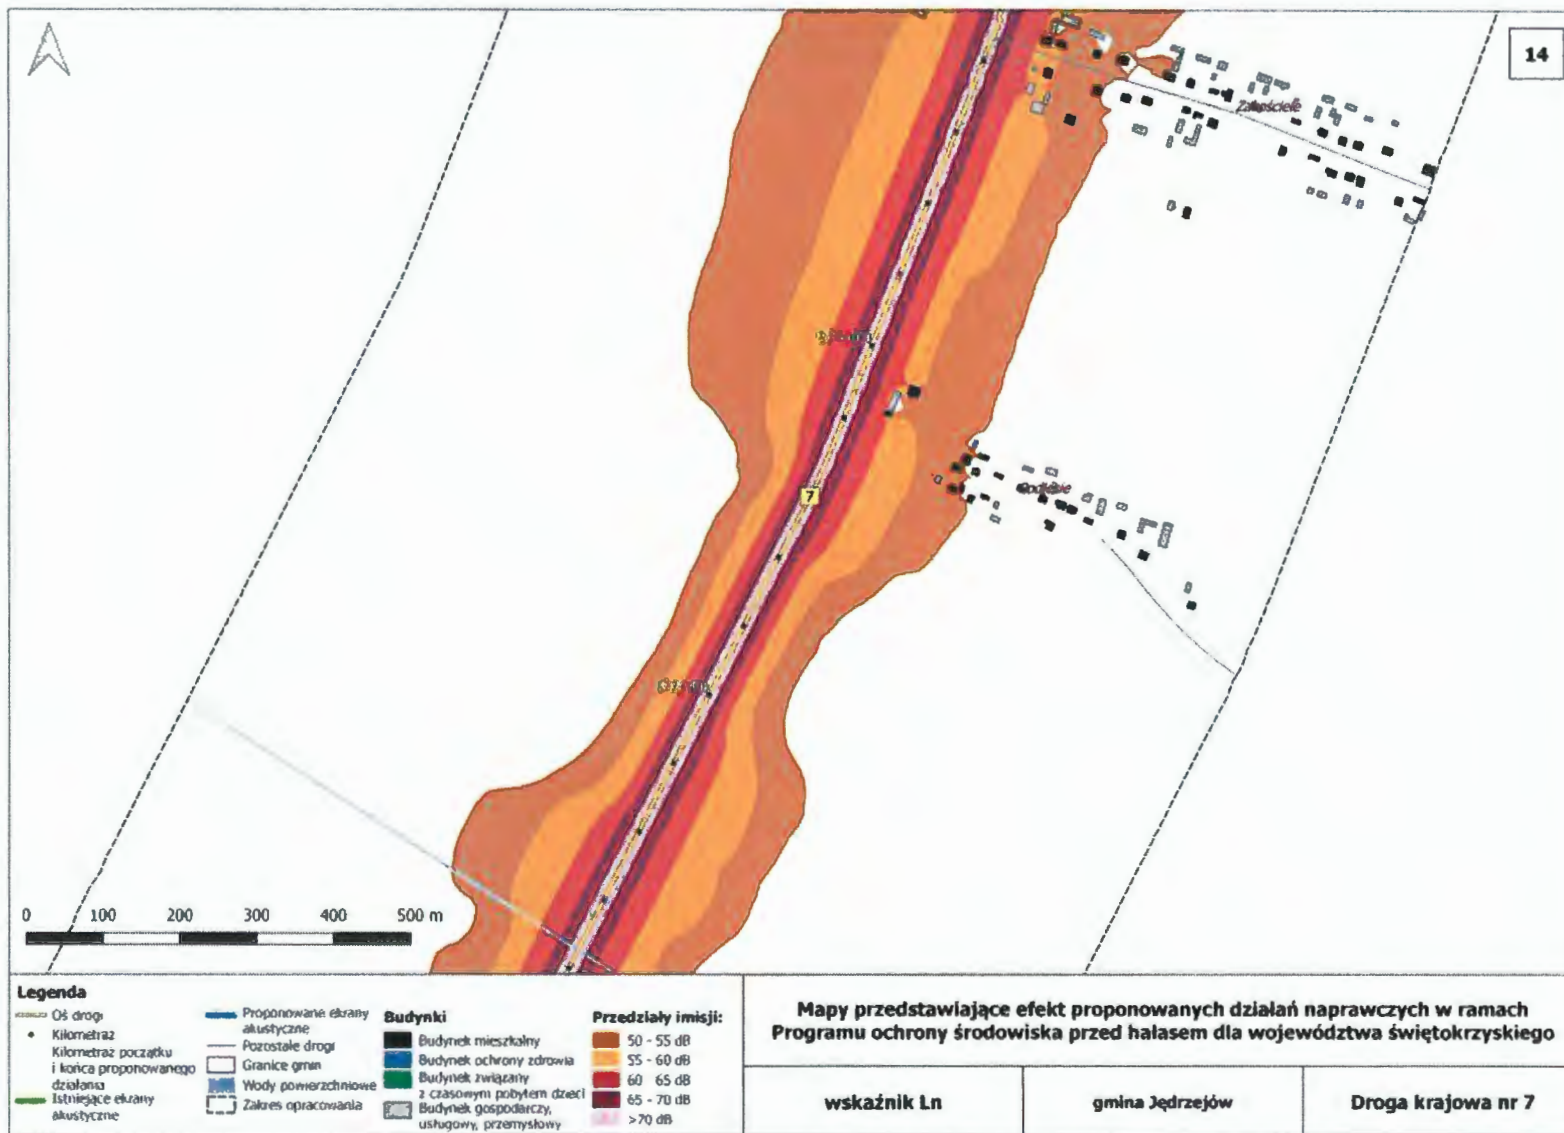 14
Zakościele
7
Podlesie
0 100 200 300 400 500 m
Legenda
Oś drogi
Kilometraż
Kilometraż początku
i końca proponowanego
działania
Istniejące ekrany
akustyczne
Proponowane ekrany
akustyczne
Pozostałe drogi
Granice gmin
Wody powierzchniowe
Zakres opracowania
Budynki
Budynek mieszkalny
Budynek ochrony zdrowia
Budynek związany
z czasowym pobytem dzieci
Budynek gospodarczy,
usługowy, przemysłowy
Przedziały imisji:
50 - 55 dB
55 - 60 dB
60 65 dB
65 - 70 dB
>70 dB
Mapy przedstawiające efekt proponowanych działań naprawczych w ramach
Programu ochrony środowiska przed hałasem dla województwa świętokrzyskiego
wskaźnik Ln
gmina Jędrzejów
Droga krajowa nr 7